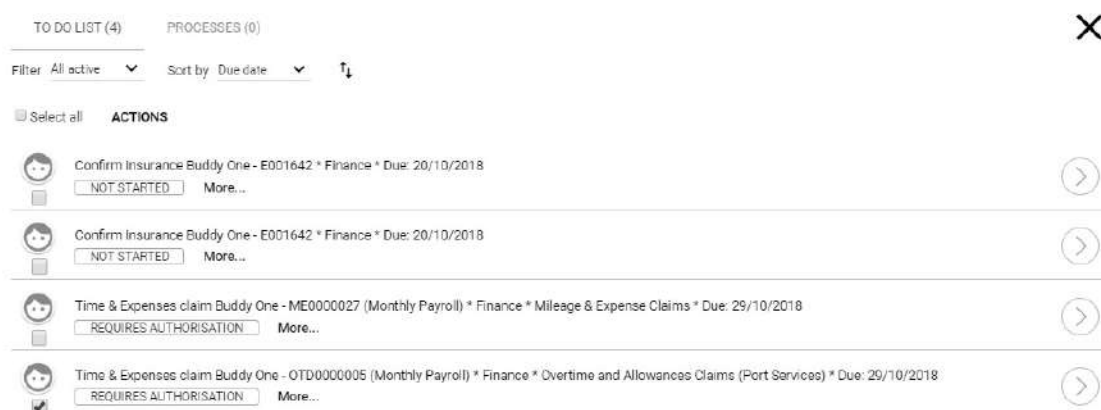 TO DO LIST (4) PROCESSES (0)
Filter All active Sort by Due date
Select all ACTIONS
Confirm Insurance Buddy One - E001642 * Finance * Due: 20/10/2018
NOT STARTED More...
Confirm Insurance Buddy One - E001642 * Finance * Due: 20/10/2018
NOT STARTED More...
Time & Expenses claim Buddy One - ME0000027 (Monthly Payroll) * Finance * Mileage & Expense Claims * Due: 29/10/2018
REQUIRES AUTHORISATION More...
Time & Expenses claim Buddy One - OTD0000005 (Monthly Payroll) * Finance * Overtime and Allowances Claims (Port Services) * Due: 29/10/2018
REQUIRES AUTHORISATION More...